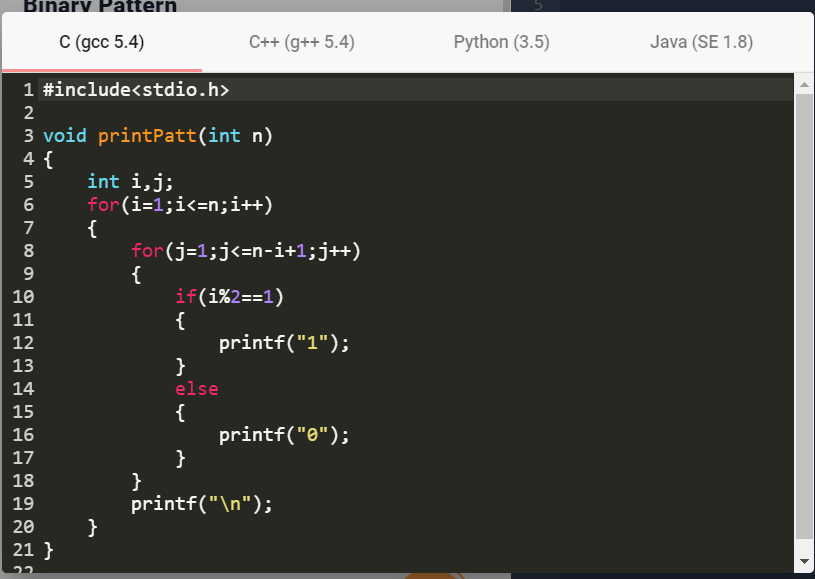 Binary Pattern
5
C (gcc 5.4) C++ (g++ 5.4) Python (3.5) Java (SE 1.8)
1 #include<stdio.h>
2
3 void printPatt(int n)
4 {
5     int i,j;
6     for(i=1;i<=n;i++)
7     {
8         for(j=1;j<=n-i+1;j++)
9         {
10             if(i%2==1)
11             {
12                 printf("1");
13             }
14             else
15             {
16                 printf("0");
17             }
18         }
19         printf("\n");
20     }
21 }
22